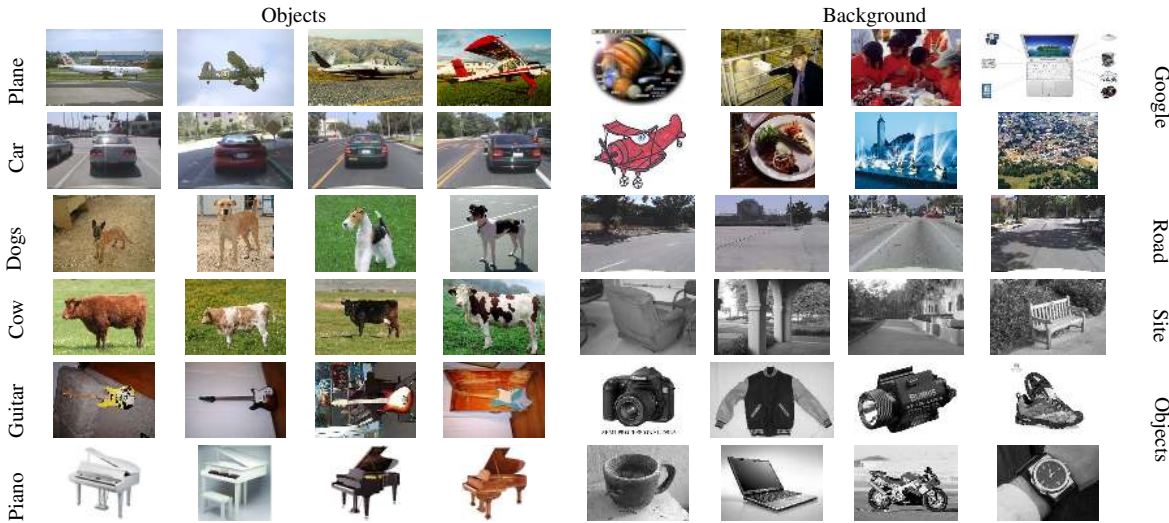 Objects
Background
Plane
Car
Dogs
Cow
Guitar
Piano
Google
Road
Site
Objects